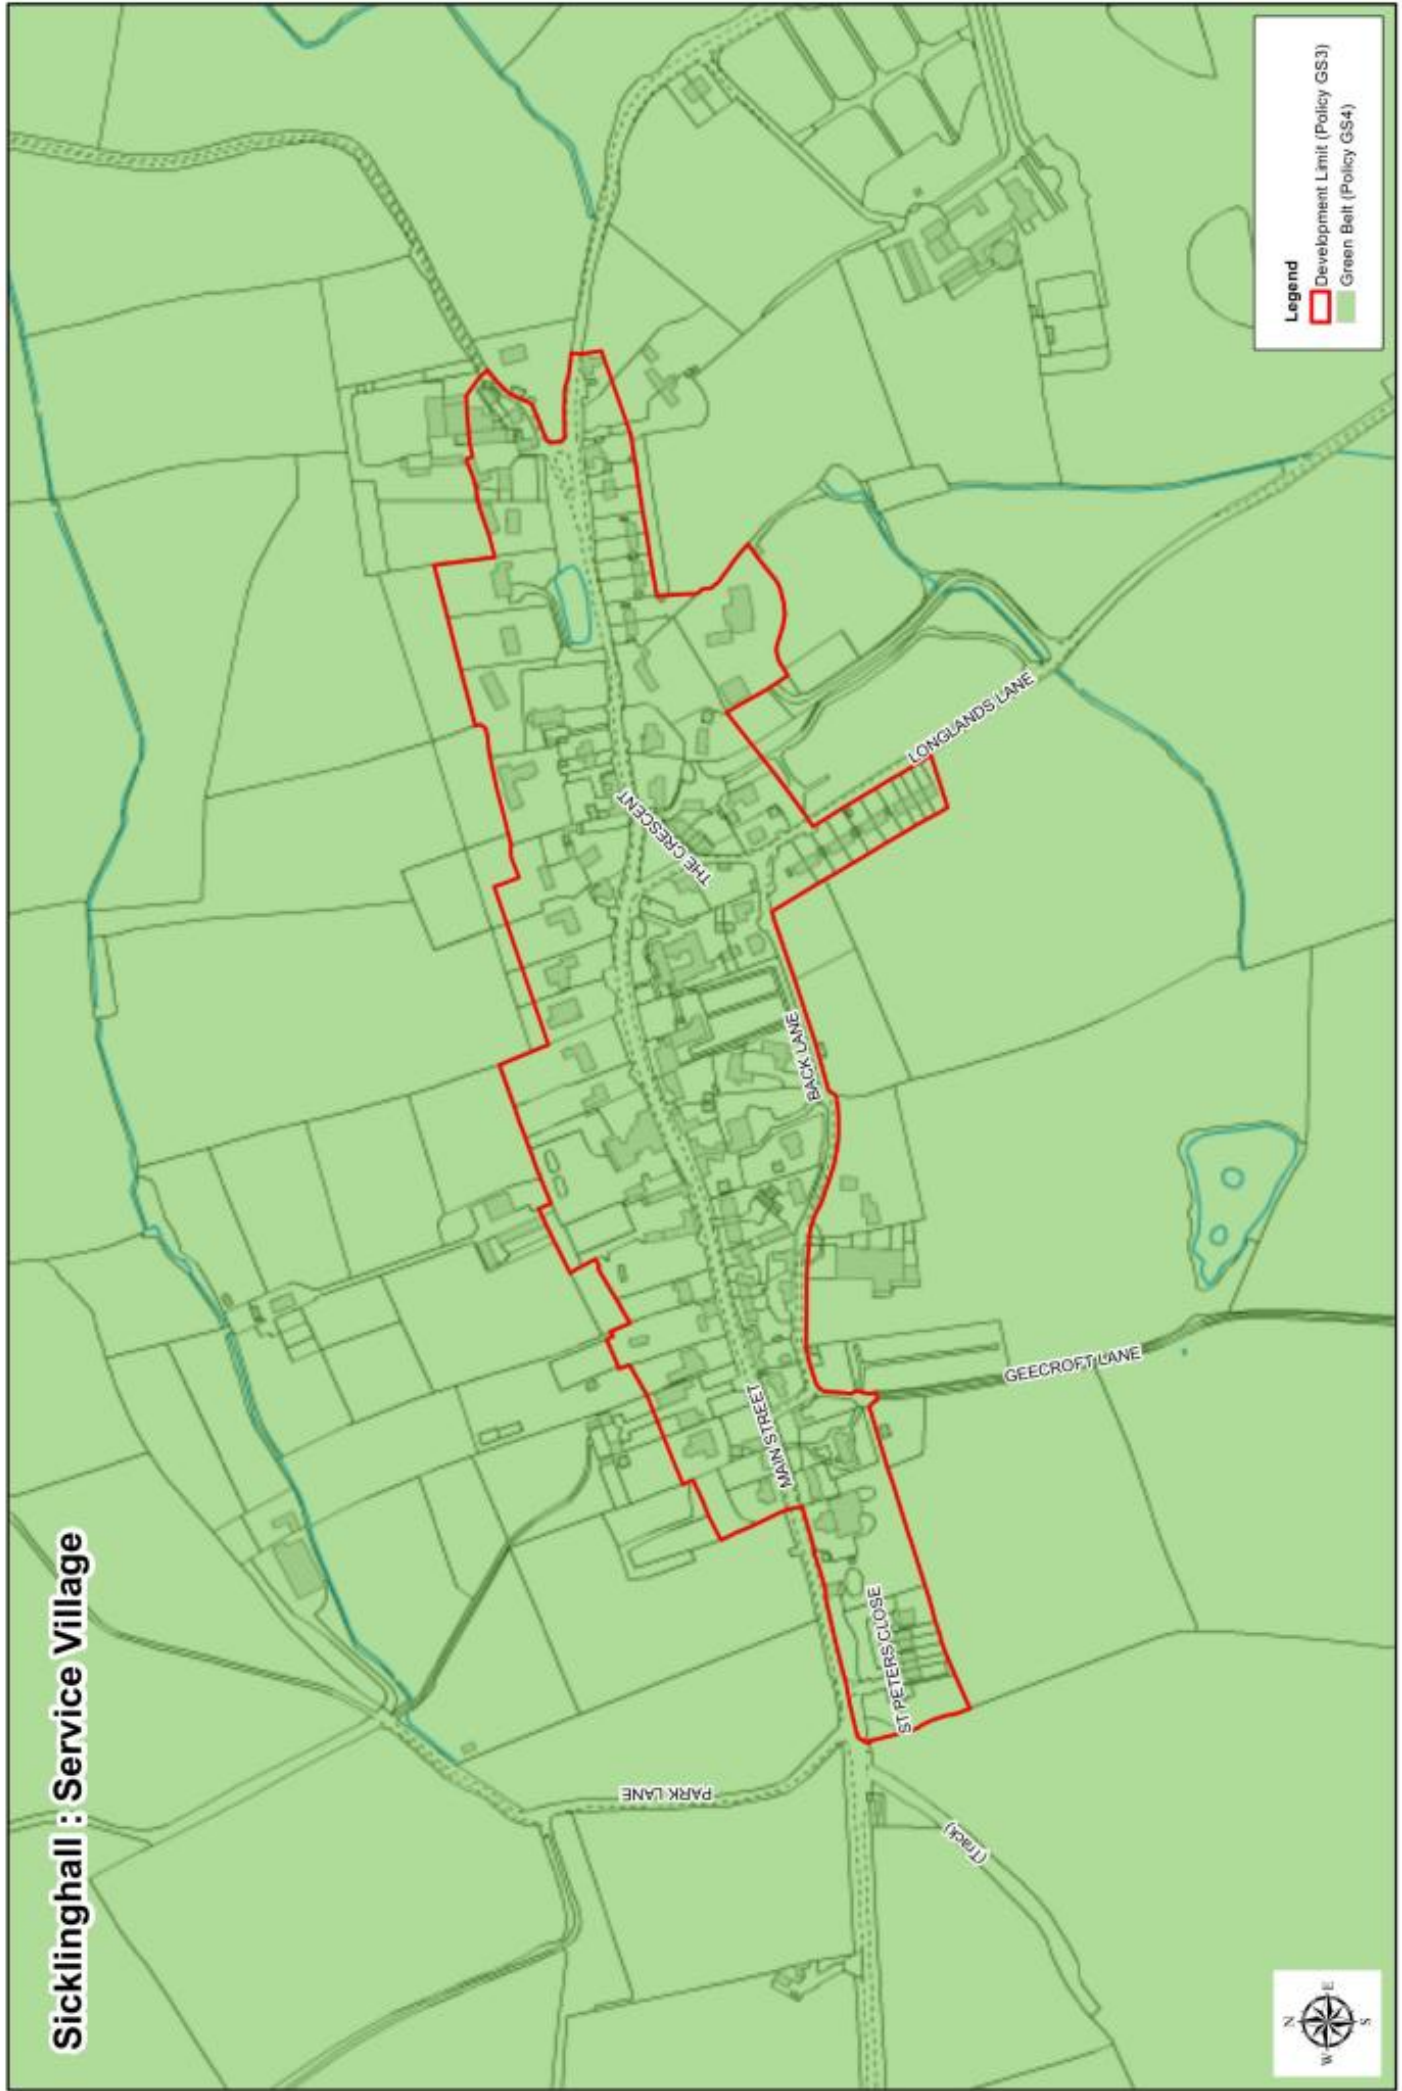 Sicklinghall : Service Village
THE CRESCENT
LONGLANDS LANE
BACK LANE
MAIN STREET
GEECROFT LANE
ST PETERS CLOSE
PARK LANE
(Track)
Legend
Development Limit (Policy GS3)
Green Belt (Policy GS4)
N
W
E
S